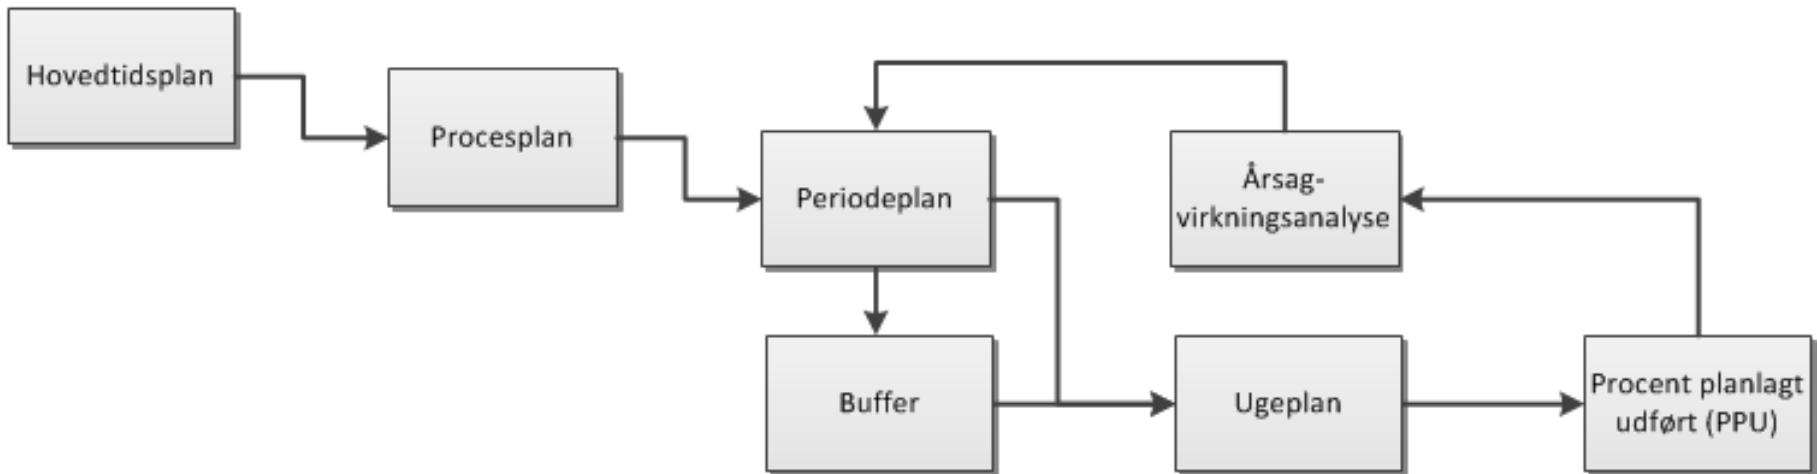 Hovedtidsplan
Procesplan
Periodeplan
Årsag-
virkningsanalyse
Buffer
Ugeplan
Procent planlagt
udført (PPU)